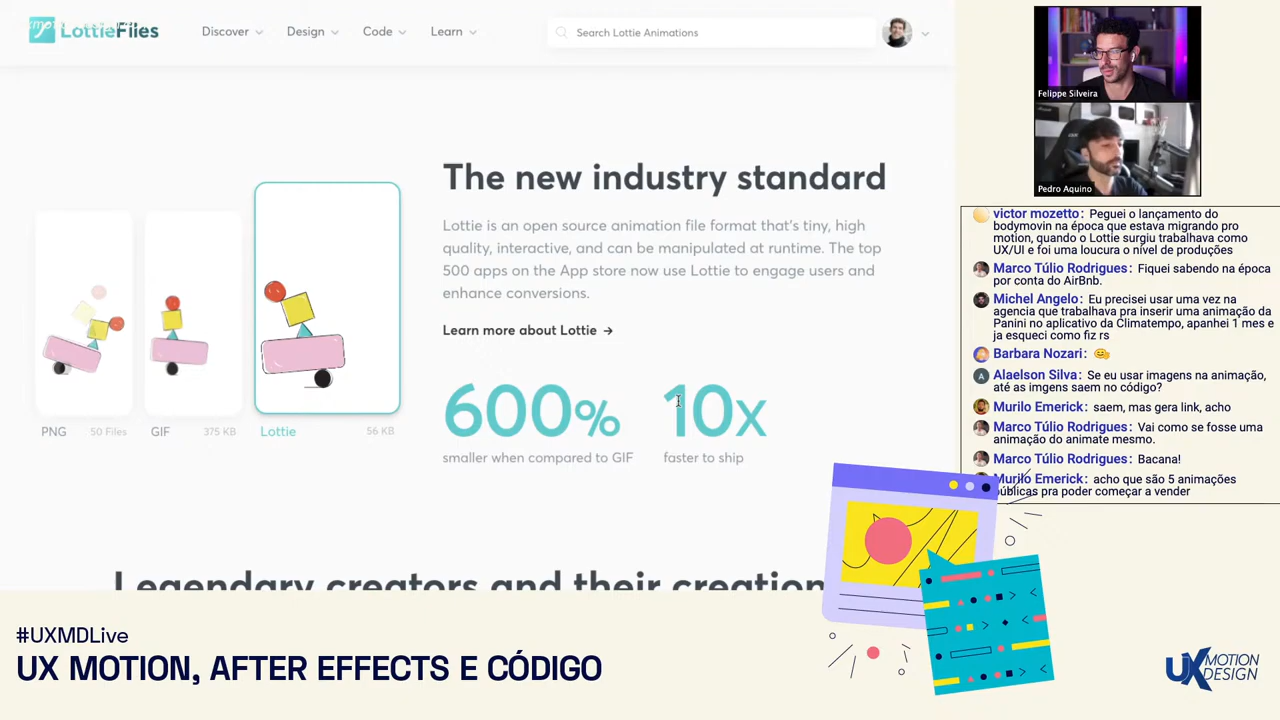 LottieFiles
Discover
Design
Code
Learn
Search Lottie Animations
The new industry standard
Lottie is an open source animation file format that's tiny, high
quality, interactive, and can be manipulated at runtime. The top
500 apps on the App store now use Lottie to engage users and
enhance conversions.
Learn more about Lottie →
600%
smaller when compared to GIF
10x
faster to ship
PNG 50 Files
GIF 375 KB
Lottie 56 KB
Legendary creators and their creation
Felippe Silveira
Pedro Aquino
victor mozetto: Peguei o lançamento do
bodymovin na época que estava migrando pro
motion, quando o Lottie surgiu trabalhava como
UX/UI e foi uma loucura o nível de produções
Marco Túlio Rodrigues: Fiquei sabendo na época
por conta do AirBnb.
Michel Angelo: Eu precisei usar uma vez na
agencia que trabalhava pra inserir uma animação da
Panini no aplicativo da Climatempo, apanhei 1 mes e
ja esqueci como fiz rs
Barbara Nozari: 🤗
A
Alaelson Silva: Se eu usar imagens na animação,
até as imgens saem no código?
Murilo Emerick: saem, mas gera link, acho
Marco Túlio Rodrigues: Vai como se fosse uma
animação do animate mesmo.
Marco Túlio Rodrigues: Bacana!
Murilo Emerick: acho que são 5 animações
públicas pra poder começar a vender
#UXMDLive
UX MOTION, AFTER EFFECTS E CÓDIGO
UX MOTION
DESIGN